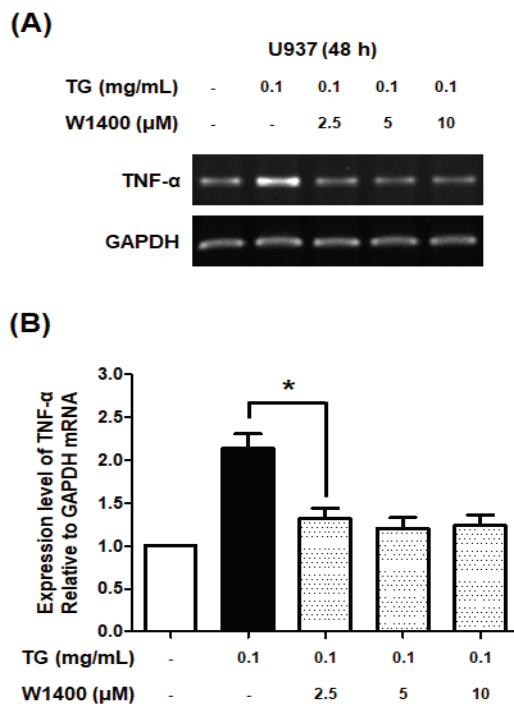 (A)
U937 (48 h)
TG (mg/mL) - 0.1 0.1 0.1 0.1
W1400 (µM) - - 2.5 5 10
TNF-α
GAPDH
(B)
Expression level of TNF-α
Relative to GAPDH mRNA
3.0
2.5
2.0
1.5
1.0
0.5
0.0
*
TG (mg/mL) - 0.1 0.1 0.1 0.1
W1400 (µM) - - 2.5 5 10